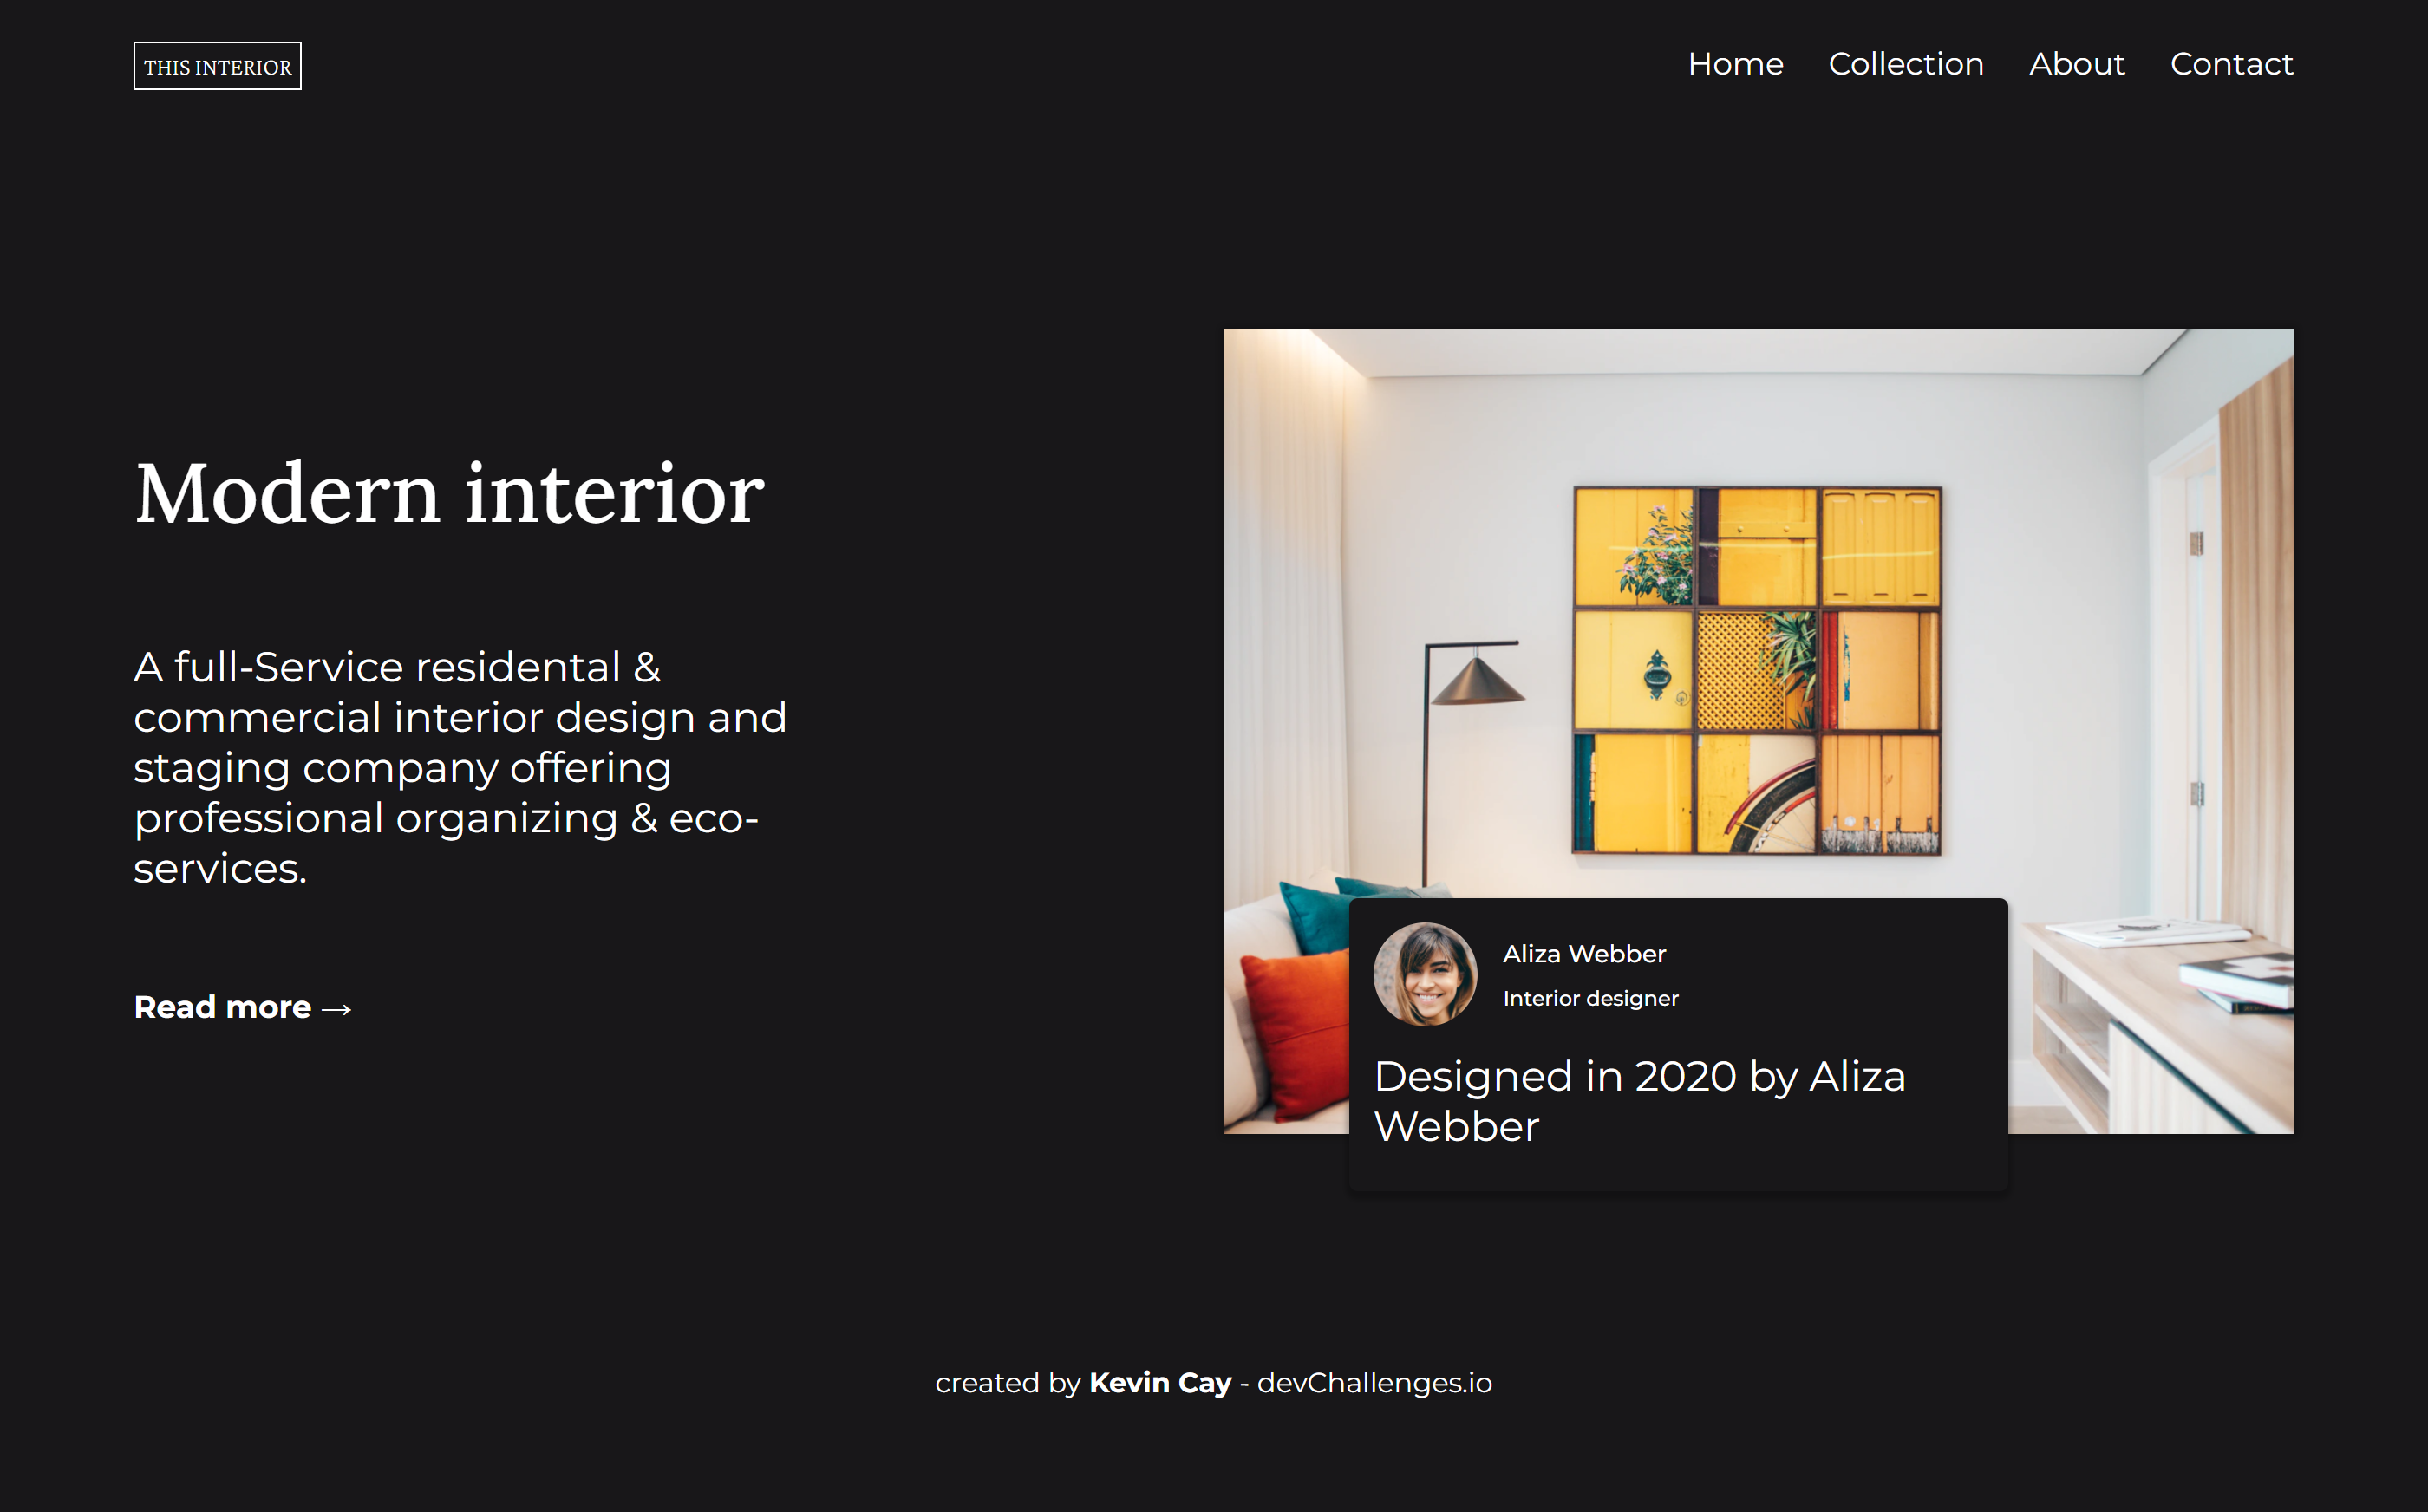 THIS INTERIOR
Home Collection About Contact
Modern interior
A full-Service residental &
commercial interior design and
staging company offering
professional organizing & eco-
services.
Read more →
Aliza Webber
Interior designer
Designed in 2020 by Aliza
Webber
created by Kevin Cay - devChallenges.io